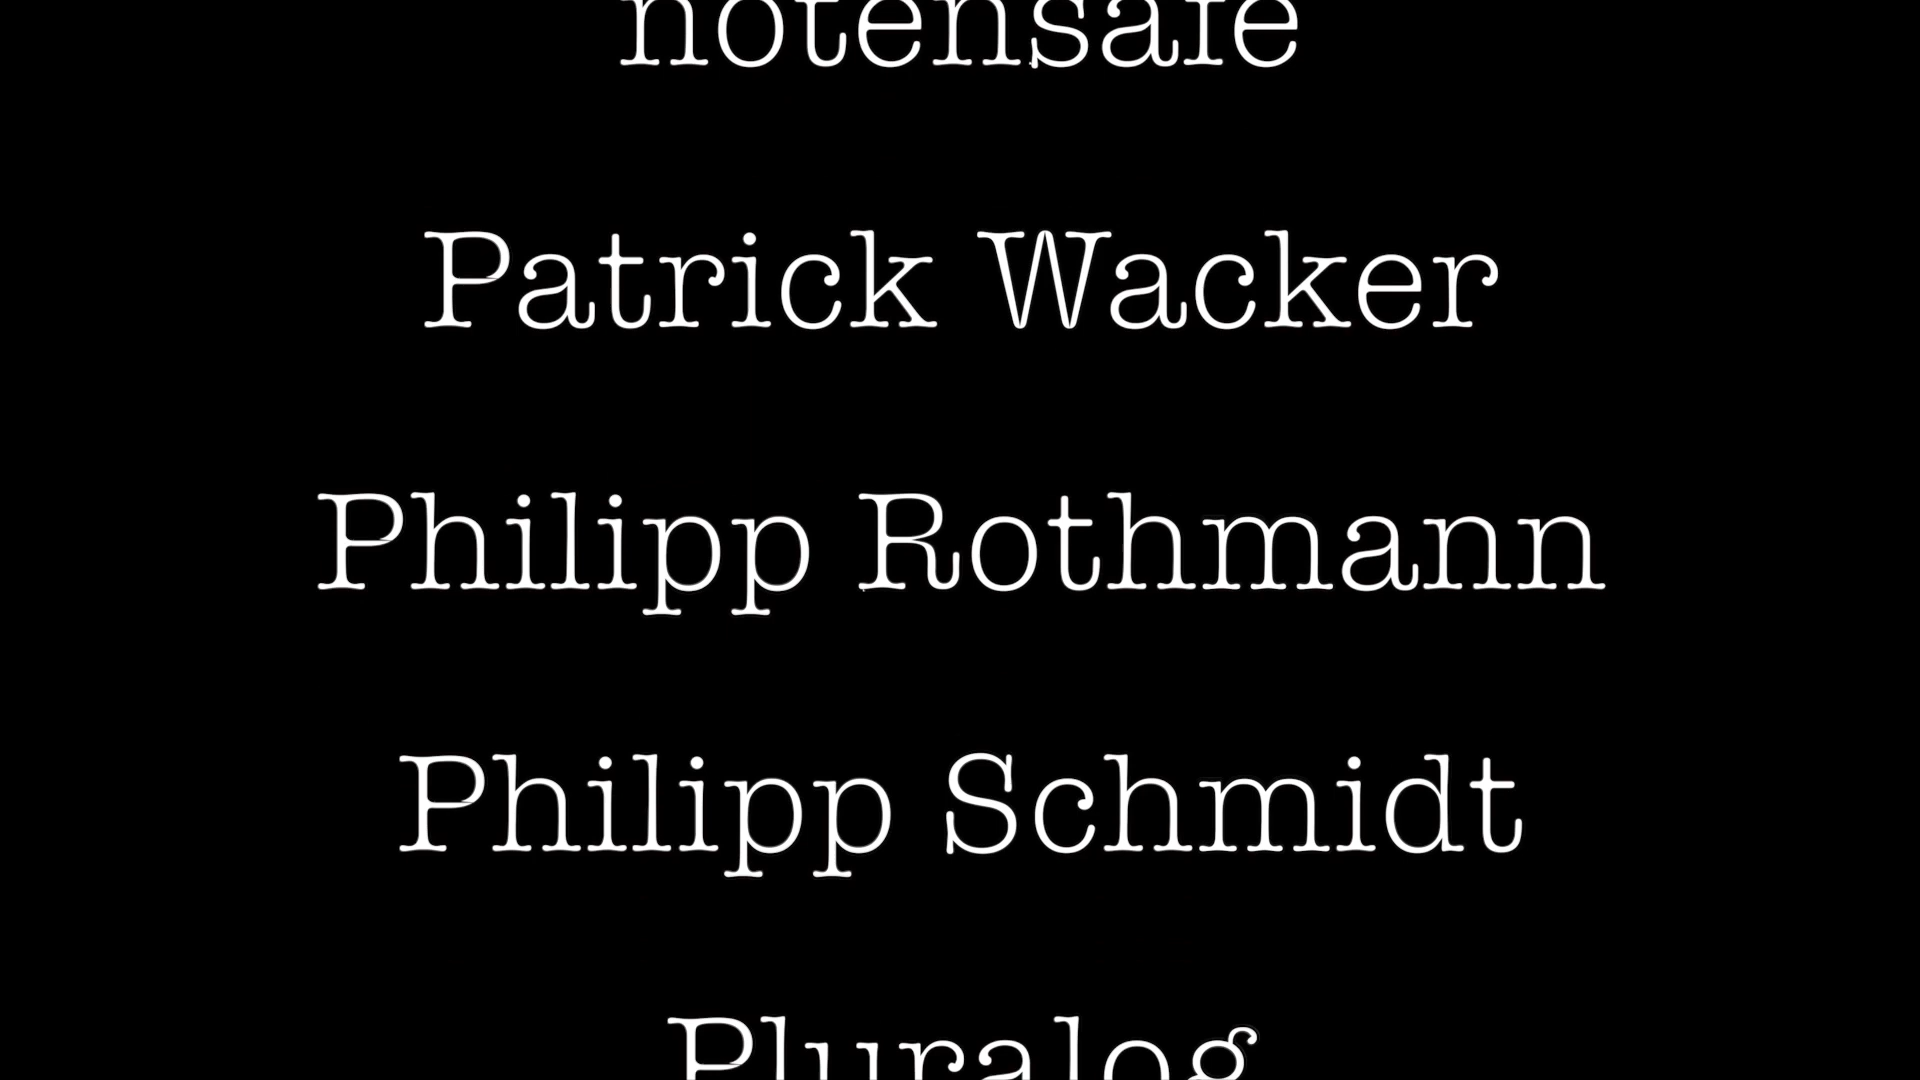 notensafe
Patrick Wacker
Philipp Rothmann
Philipp Schmidt
Pluralog